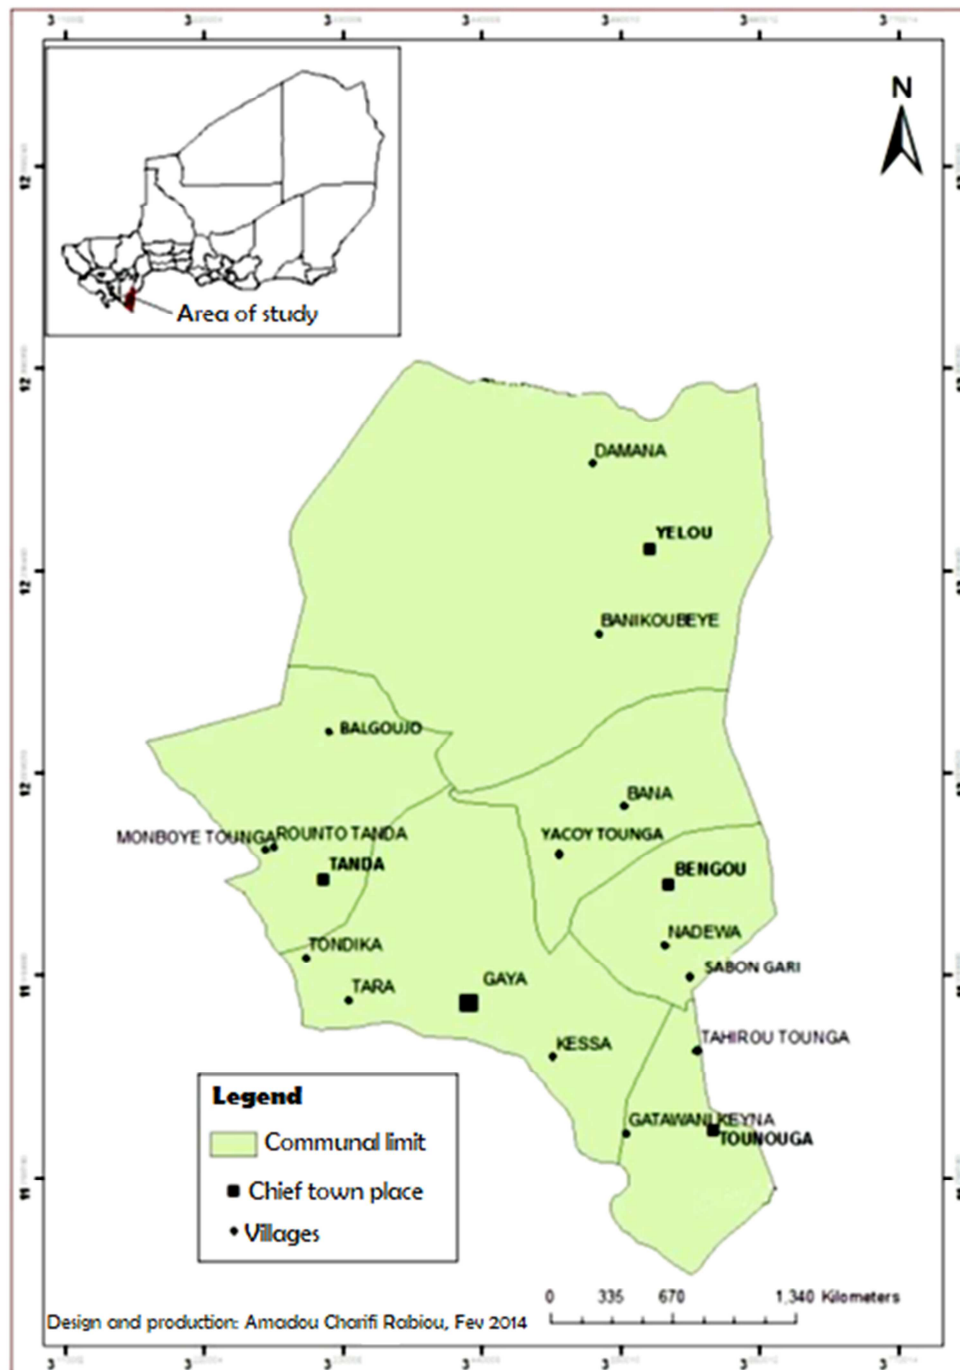 N
Area of study
DAMANA
YELOU
BANIKOUBEYE
BALGOUJO
BANA
MONBOYE TOUNGA ROUNTO TANDA
YACOY TOUNGA
TANDA
BENGOU
NADEWA
TONDIKA
SABON GARI
GAYA
TARA
TAHIROU TOUNGA
KESSA
GATAWANI KEYNA
TOUNOUGA
Legend
Communal limit
Chief town place
Villages
0 335 670 1,340 Kilometers
Design and production: Amadou Charifi Rabiou, Fev 2014